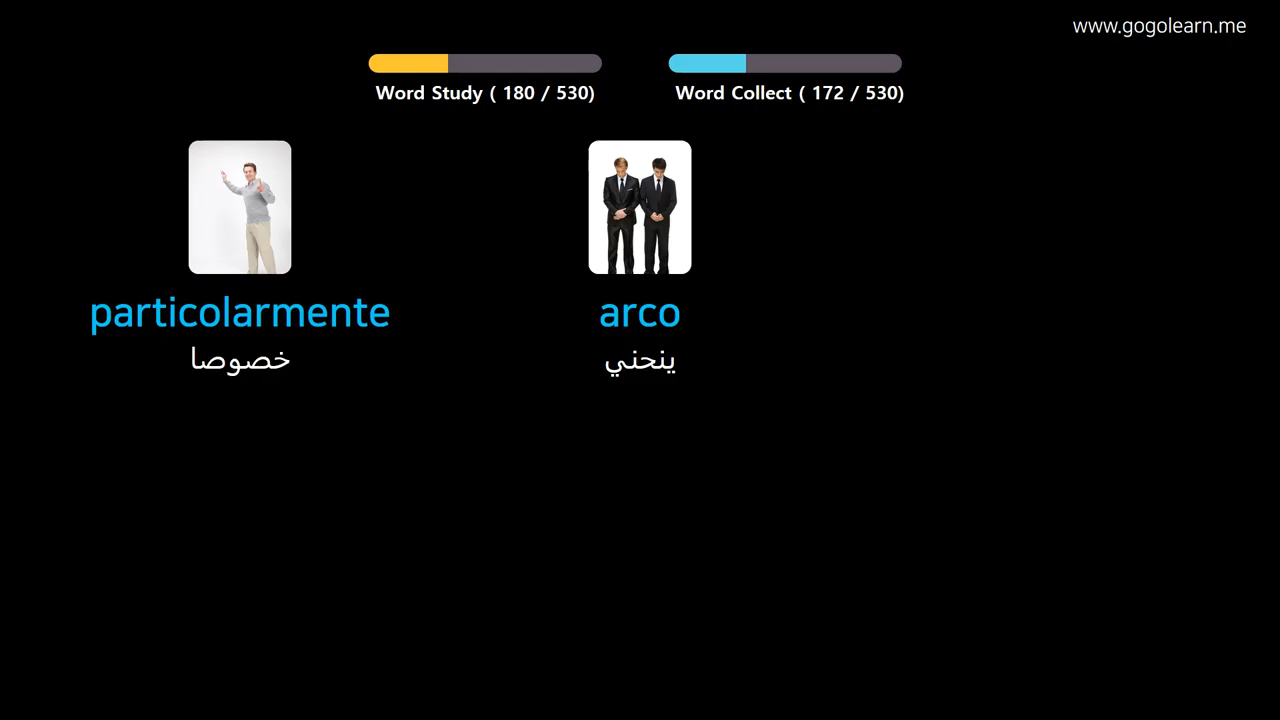 www.gogolearn.me
Word Study ( 180 / 530)
Word Collect ( 172 / 530)
particolarmente
خصوصا
arco
ينحني